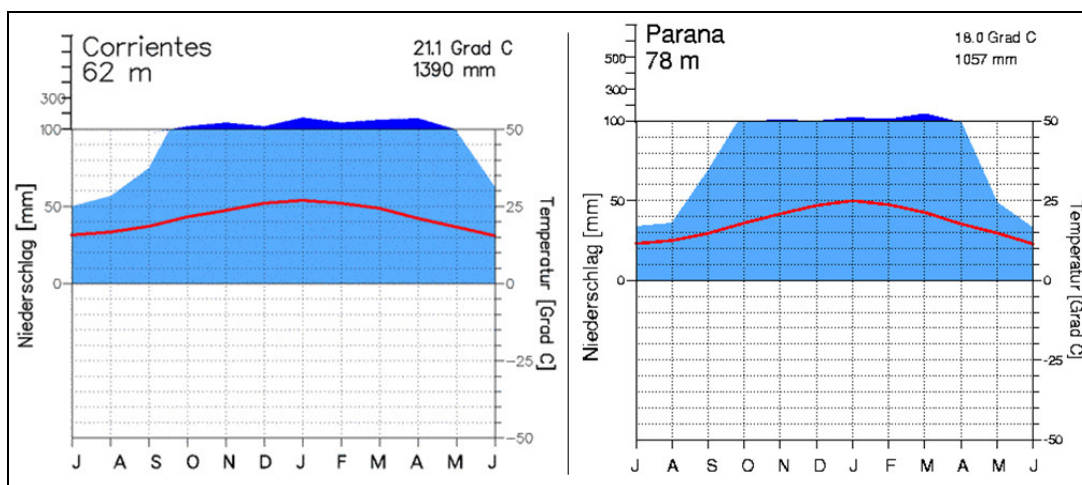 Corrientes
62 m
21.1 Grad C
1390 mm
300
100
50
0
50
25
0
-25
-50
Niederschlag [mm]
Temperatur [Grad C]
J A S O N D J F M A M J
Parana
78 m
18.0 Grad C
1057 mm
500
300
100
50
0
50
25
0
-25
-50
Niederschlag [mm]
Temperatur [Grad C]
J A S O N D J F M A M J